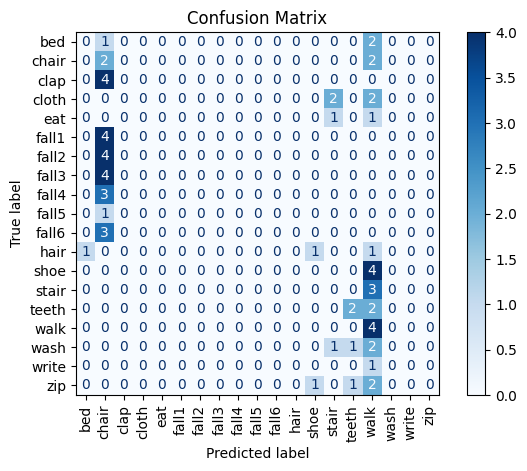 Confusion Matrix
bed 0 1 0 0 0 0 0 0 0 0 0 0 0 0 0 2 0 0 0
chair 0 2 0 0 0 0 0 0 0 0 0 0 0 0 0 2 0 0 0
clap 0 4 0 0 0 0 0 0 0 0 0 0 0 0 0 0 0 0 0
cloth 0 0 0 0 0 0 0 0 0 0 0 0 0 2 0 2 0 0 0
eat 0 0 0 0 0 0 0 0 0 0 0 0 0 1 0 1 0 0 0
fall1 0 4 0 0 0 0 0 0 0 0 0 0 0 0 0 0 0 0 0
fall2 0 4 0 0 0 0 0 0 0 0 0 0 0 0 0 0 0 0 0
fall3 0 4 0 0 0 0 0 0 0 0 0 0 0 0 0 0 0 0 0
fall4 0 3 0 0 0 0 0 0 0 0 0 0 0 0 0 0 0 0 0
fall5 0 1 0 0 0 0 0 0 0 0 0 0 0 0 0 0 0 0 0
fall6 0 3 0 0 0 0 0 0 0 0 0 0 0 0 0 0 0 0 0
hair 1 0 0 0 0 0 0 0 0 0 0 0 1 0 0 1 0 0 0
shoe 0 0 0 0 0 0 0 0 0 0 0 0 0 0 0 4 0 0 0
stair 0 0 0 0 0 0 0 0 0 0 0 0 0 0 0 3 0 0 0
teeth 0 0 0 0 0 0 0 0 0 0 0 0 0 0 2 2 0 0 0
walk 0 0 0 0 0 0 0 0 0 0 0 0 0 0 0 4 0 0 0
wash 0 0 0 0 0 0 0 0 0 0 0 0 0 1 1 2 0 0 0
write 0 0 0 0 0 0 0 0 0 0 0 0 0 0 0 1 0 0 0
zip 0 0 0 0 0 0 0 0 0 0 0 0 1 0 1 2 0 0 0
True label
bed chair clap cloth eat fall1 fall2 fall3 fall4 fall5 fall6 hair shoe stair teeth walk wash write zip
Predicted label
4.0
3.5
3.0
2.5
2.0
1.5
1.0
0.5
0.0